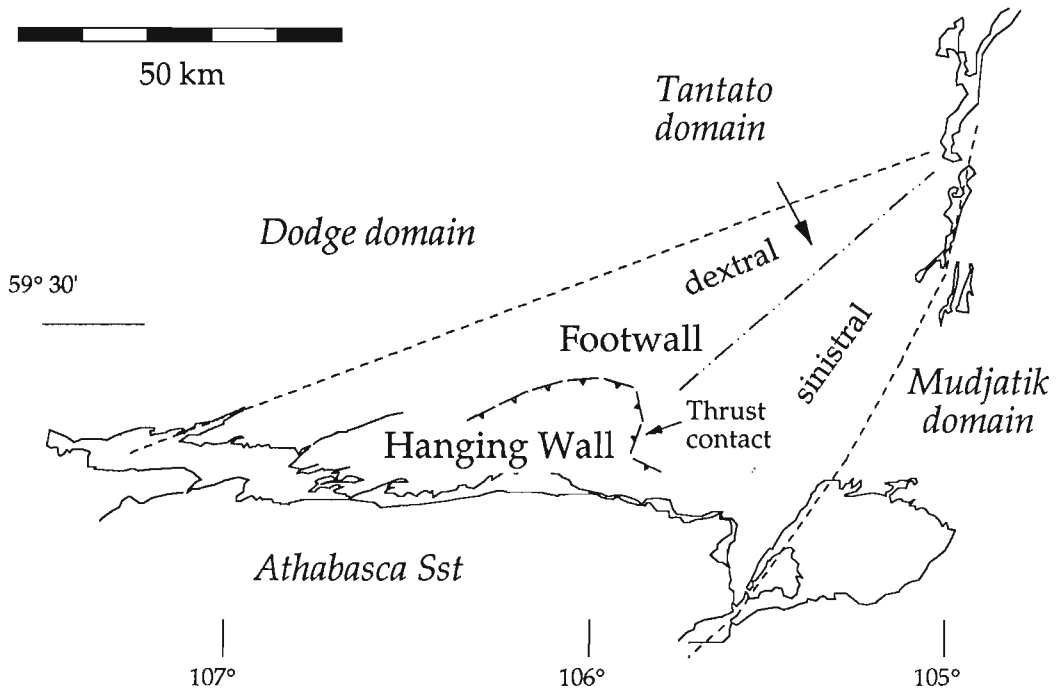 50 km
Tantato
domain
Dodge domain
dextral
59° 30'
sinistral
Footwall
Mudjatik
domain
Thrust
contact
Hanging Wall
Athabasca Sst
107°
106°
105°